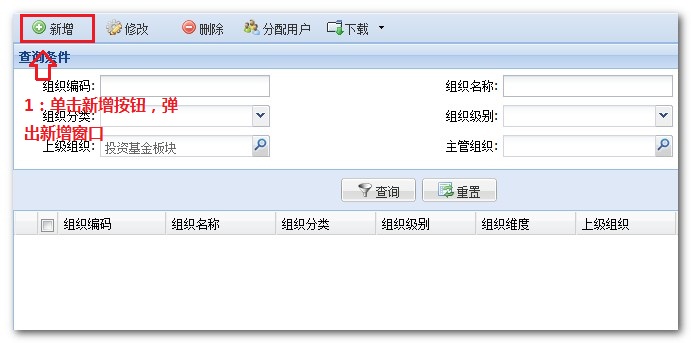 新增 修改 删除 分配用户 下载
查询条件
组织编码: 组织名称:
1：单击新增按钮，弹
组织分类: 组织级别:
出新增窗口
上级组织: 投资基金板块 主管组织:
查询 重置
组织编码 组织名称 组织分类 组织级别 组织维度 上级组织